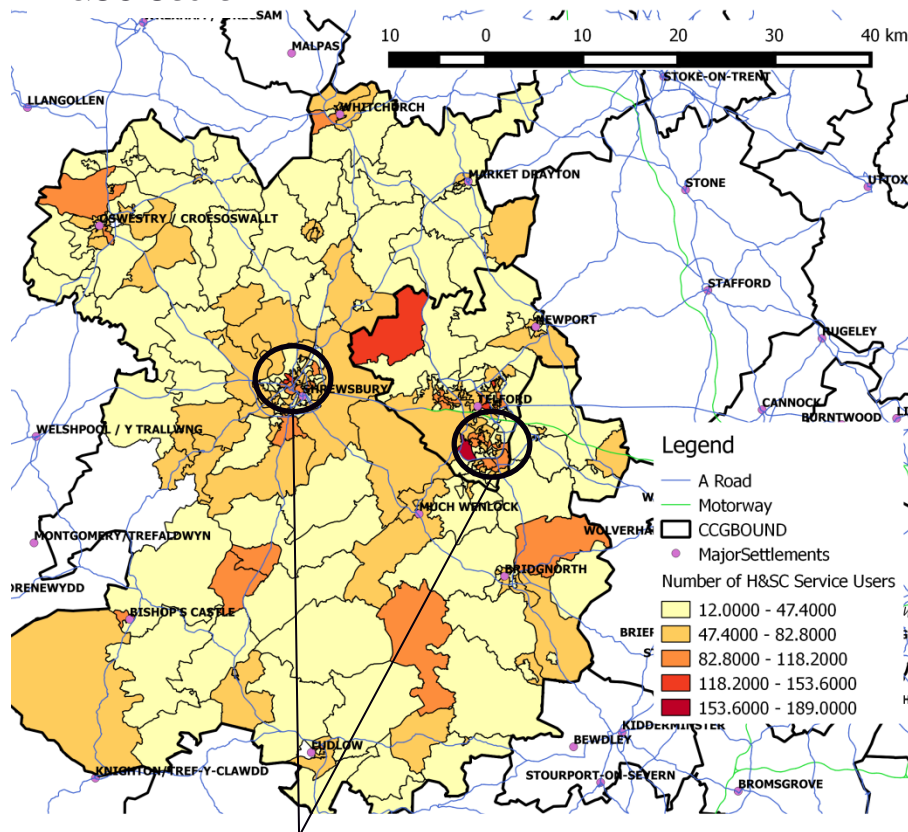 MALPAS
10 0 10 20 30 40 km
STOKE-ON-TRENT
LLANGOLLEN
WHITCHURCH
MARKET DRAYTON
STONE
UTTOX
OSWESTRY / CROESOSWALLT
STAFFORD
NEWPORT
RUGELEY
SHREWSBURY
TELFORD
CANNOCK
BURNTWOOD
LI
WELSHPOOL / Y TRALLWNG
Legend
A Road
Motorway
CCGBOUND
MajorSettlements
Number of H&SC Service Users
12.0000 - 47.4000
47.4000 - 82.8000
82.8000 - 118.2000
118.2000 - 153.6000
153.6000 - 189.0000
W
MUCH WENLOCK
WOLVERHA
MONTGOMERY/TREFALDWYN
BRIDGNORTH
DRENEWYDD
BISHOP'S CASTLE
BRIEF
S
KIDDERMINSTER
LUDLOW
BEWDLEY
KNIGHTON/TREF-Y-CLAWDD
STOURPORT-ON-SEVERN
BROMSGROVE